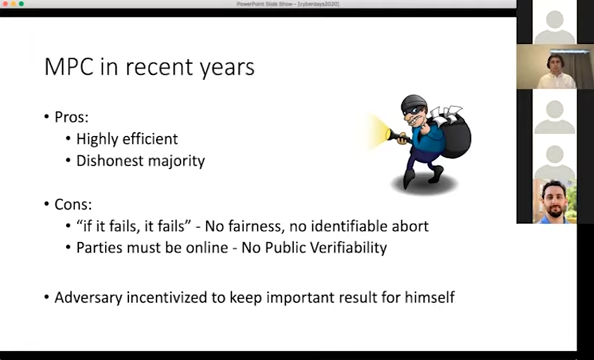 PowerPoint Slide Show - [cyberdays2020]
MPC in recent years
• Pros:
• Highly efficient
• Dishonest majority
• Cons:
• “if it fails, it fails” - No fairness, no identifiable abort
• Parties must be online - No Public Verifiability
• Adversary incentivized to keep important result for himself